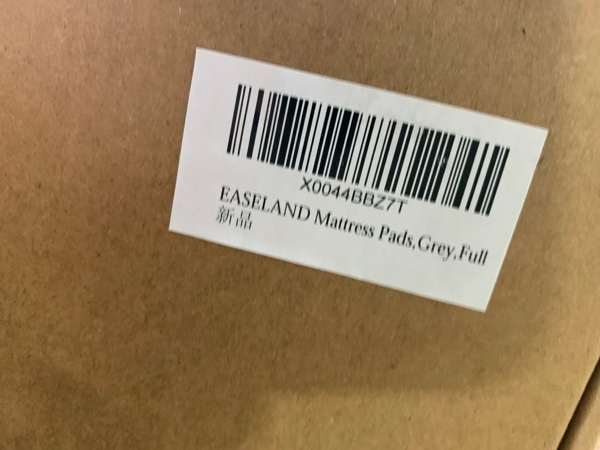 X0044BBZ7T
EASELAND Mattress Pads,Grey,Full
新品